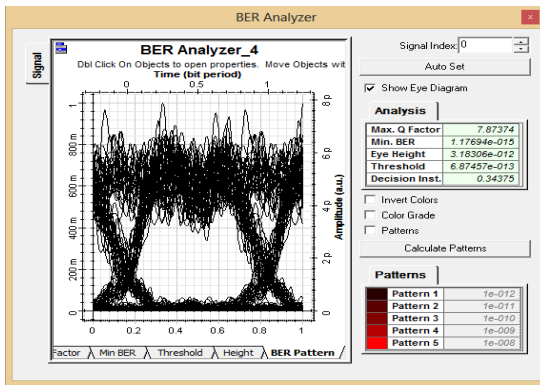 BER Analyzer
x
Signal
BER Analyzer_4
Dbl Click On Objects to open properties. Move Objects wit
Time (bit period)
0 0.5 1
1
800 m
600 m
400 m
200 m
0
8 p
6 p
4 p
2 p
0
Amplitude (a.u.)
0 0.2 0.4 0.6 0.8 1
Factor Min BER Threshold Height BER Pattern
Signal Index: 0
Auto Set
Show Eye Diagram
Analysis
Max. Q Factor 7.87374
Min. BER 1.17694e-015
Eye Height 3.18306e-012
Threshold 6.87457e-013
Decision Inst. 0.34375
Invert Colors
Color Grade
Patterns
Calculate Patterns
Patterns
Pattern 1 1e-012
Pattern 2 1e-011
Pattern 3 1e-010
Pattern 4 1e-009
Pattern 5 1e-008